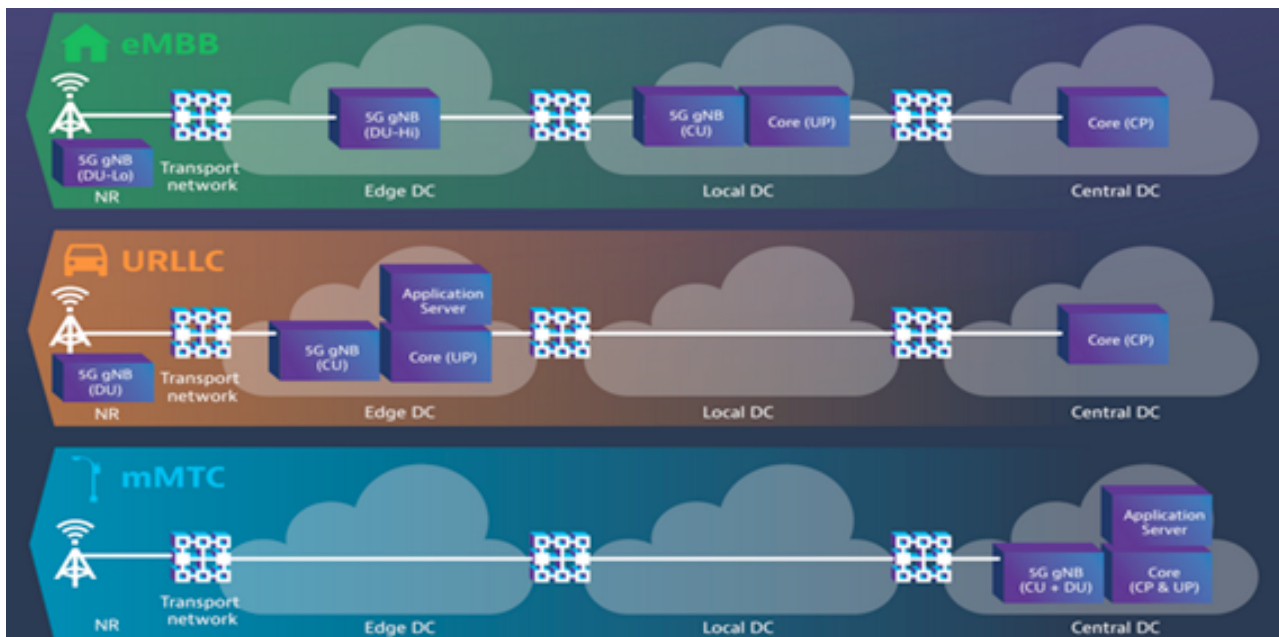 eMBB
5G gNB
(DU-Hi)
5G gNB
(CU)
Core (UP)
Core (CP)
5G gNB
(DU-Lo)
NR
Transport
network
Edge DC
Local DC
Central DC
URLLC
Application
Server
5G gNB
(CU)
Core (UP)
Core (CP)
5G gNB
(DU)
NR
Transport
network
Edge DC
Local DC
Central DC
mMTC
Application
Server
5G gNB
(CU + DU)
Core
(CP & UP)
NR
Transport
network
Edge DC
Local DC
Central DC